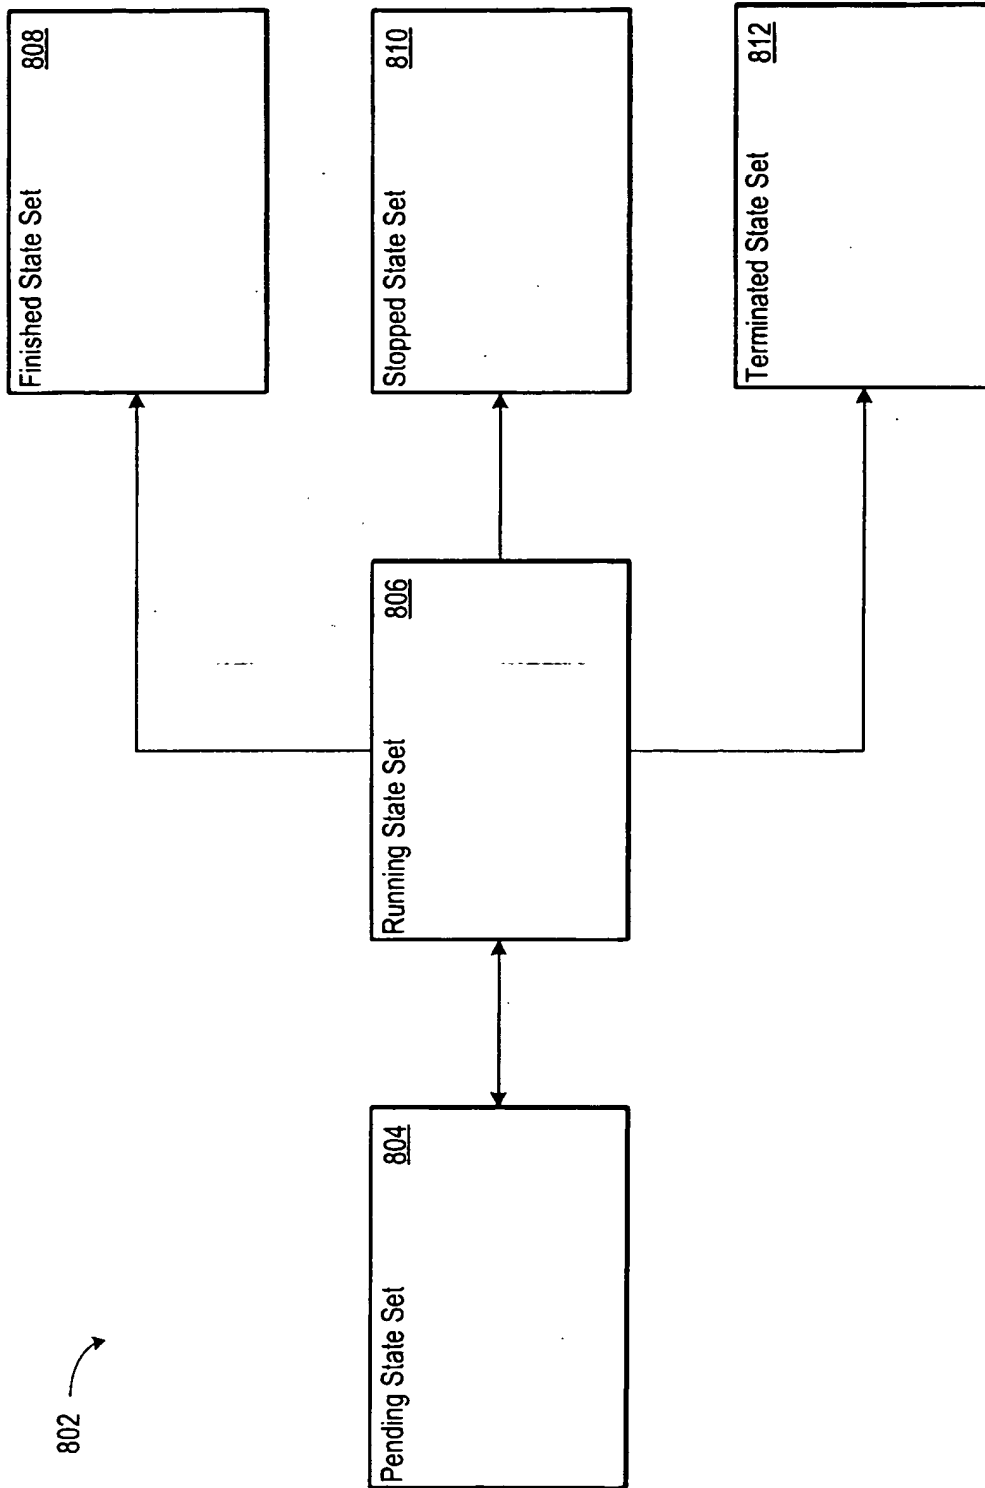 802
Pending State Set
804
Running State Set
806
Finished State Set
808
Stopped State Set
810
Terminated State Set
812